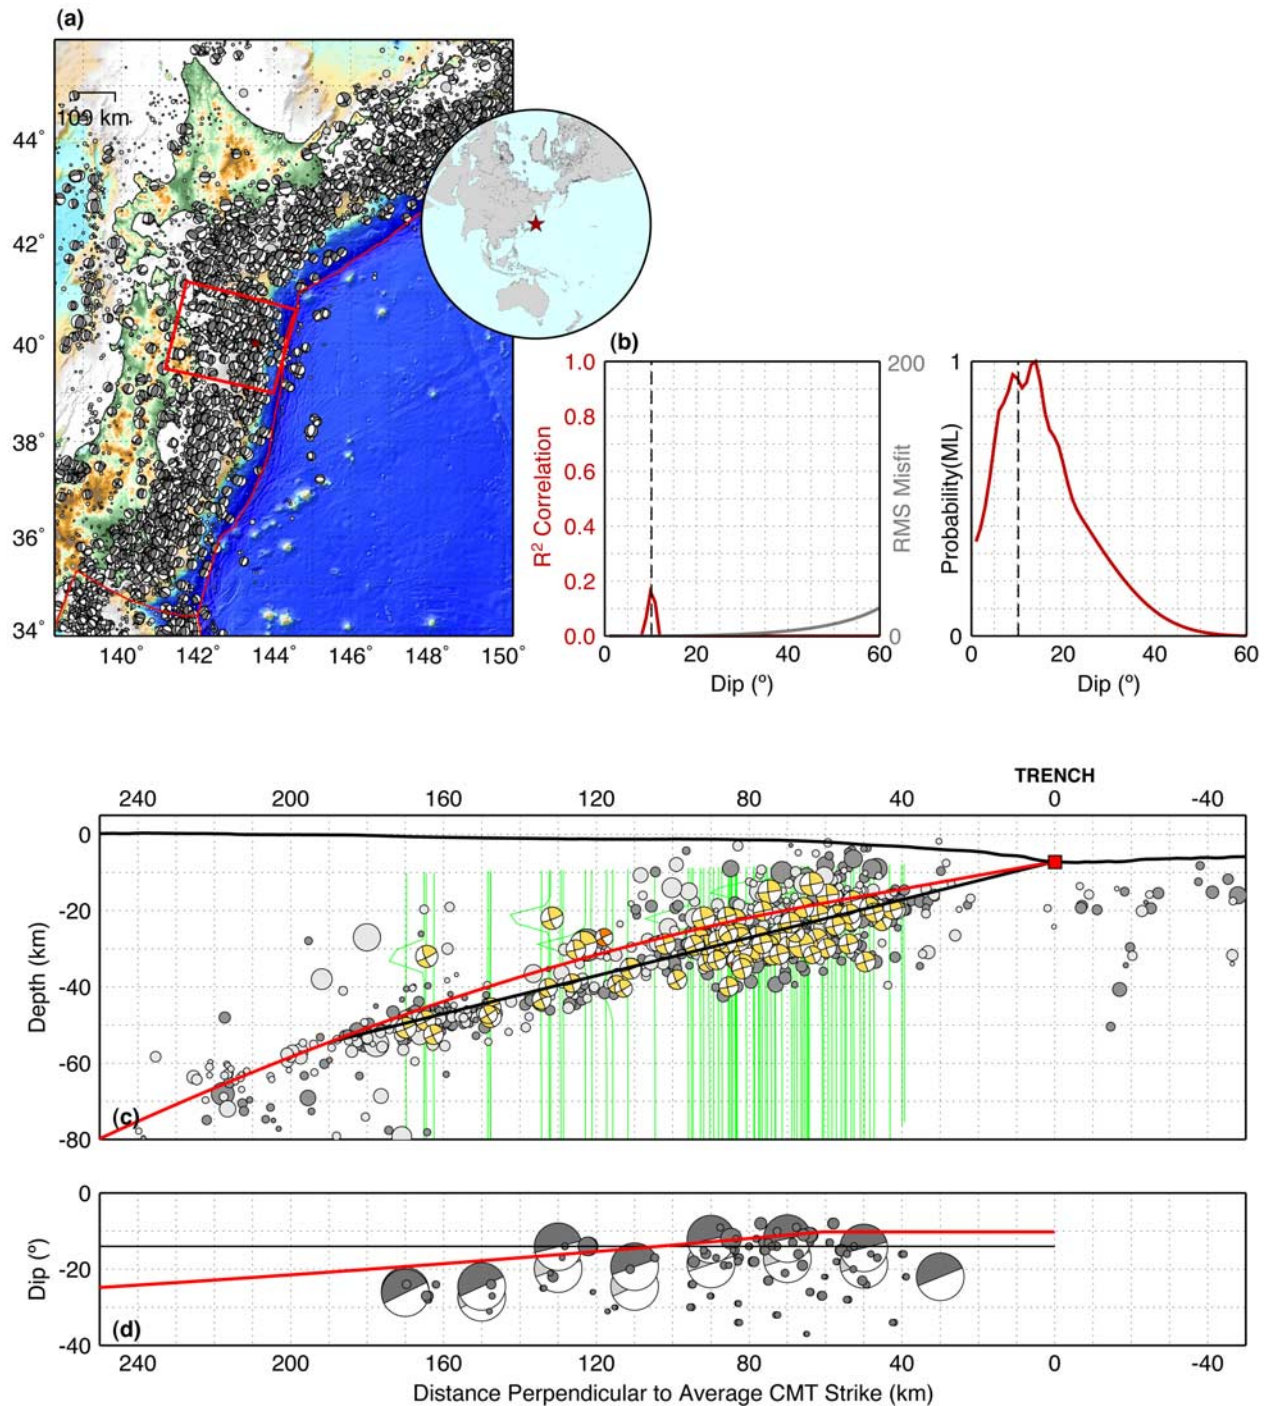 (a)
109 km
44°
42°
40°
38°
36°
34°
140° 142° 144° 146° 148° 150°
(b)
1.0 200
0.8
0.6
0.4
0.2
0.0 0
R² Correlation
RMS Misfit
0 20 40 60
Dip (º)
1
0
Probability(ML)
0 20 40 60
Dip (º)
TRENCH
240 200 160 120 80 40 0 -40
0
-20
-40
-60
-80
Depth (km)
(c)
0
-20
-40
Dip (º)
(d)
240 200 160 120 80 40 0 -40
Distance Perpendicular to Average CMT Strike (km)